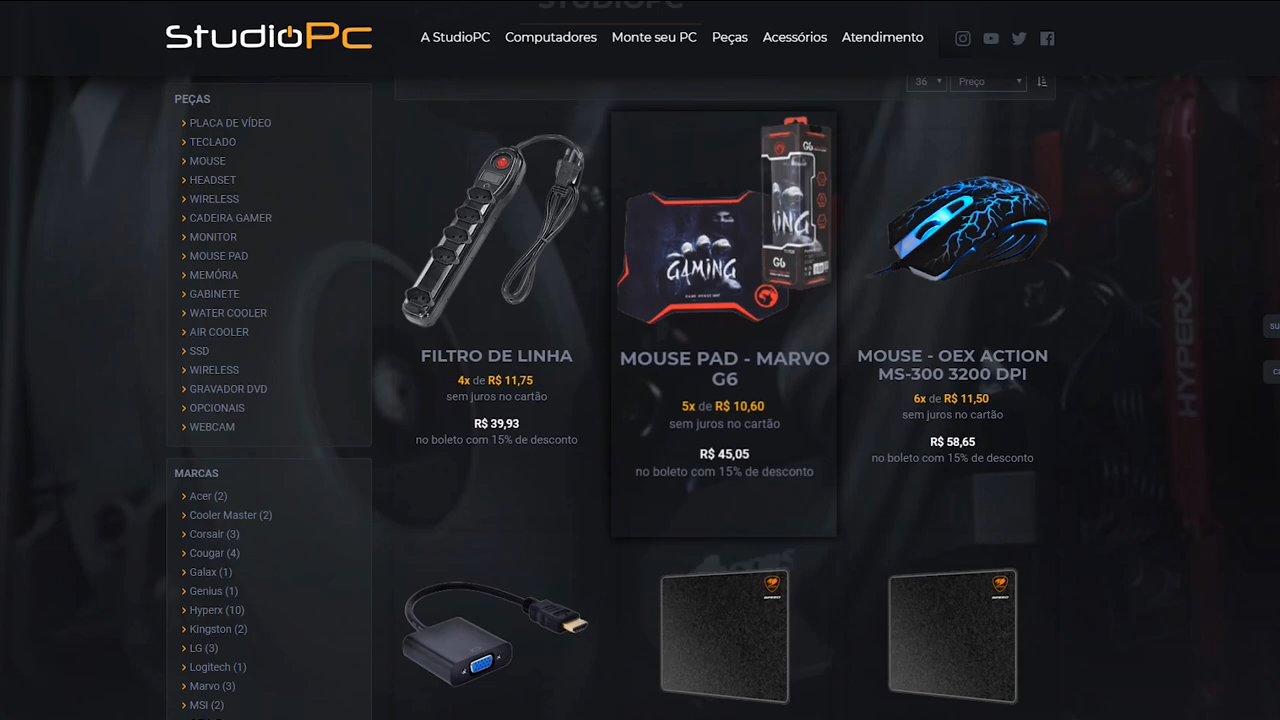 STUDIOPC
StudioPc
A StudioPC
Computadores
Monte seu PC
Peças
Acessórios
Atendimento
36
Preço
PEÇAS
PLACA DE VÍDEO
TECLADO
MOUSE
HEADSET
WIRELESS
CADEIRA GAMER
MONITOR
MOUSE PAD
MEMÓRIA
GABINETE
WATER COOLER
AIR COOLER
SSD
WIRELESS
GRAVADOR DVD
OPCIONAIS
WEBCAM
MARCAS
Acer (2)
Cooler Master (2)
Corsair (3)
Cougar (4)
Galax (1)
Genius (1)
Hyperx (10)
Kingston (2)
LG (3)
Logitech (1)
Marvo (3)
MSI (2)
FILTRO DE LINHA
4x de R$ 11,75
sem juros no cartão
R$ 39,93
no boleto com 15% de desconto
G6
GAMING
G6
MOUSE PAD - MARVO
G6
5x de R$ 10,60
sem juros no cartão
R$ 45,05
no boleto com 15% de desconto
MOUSE - OEX ACTION
MS-300 3200 DPI
6x de R$ 11,50
sem juros no cartão
R$ 58,65
no boleto com 15% de desconto
HYPERX
SPEED
SPEED
su
ca